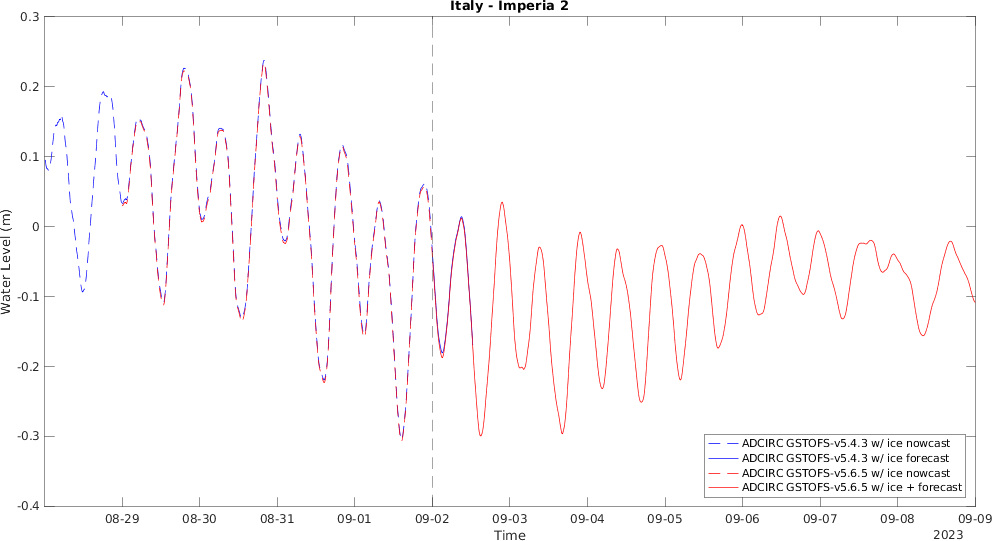 Italy - Imperia 2
Water Level (m)
0.3
0.2
0.1
0
-0.1
-0.2
-0.3
-0.4
ADCIRC GSTOFS-v5.4.3 w/ ice nowcast
ADCIRC GSTOFS-v5.4.3 w/ ice forecast
ADCIRC GSTOFS-v5.6.5 w/ ice nowcast
ADCIRC GSTOFS-v5.6.5 w/ ice + forecast
08-29 08-30 08-31 09-01 09-02 09-03 09-04 09-05 09-06 09-07 09-08 09-09
Time
2023